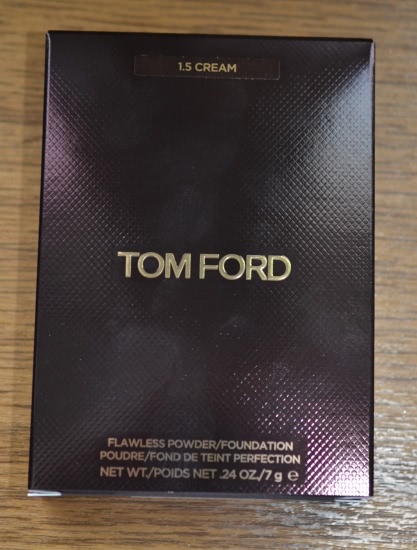 1.5 CREAM
TOM FORD
FLAWLESS POWDER/FOUNDATION
POUDRE/FOND DE TEINT PERFECTION
NET WT./POIDS NET .24 OZ./7 g ℮